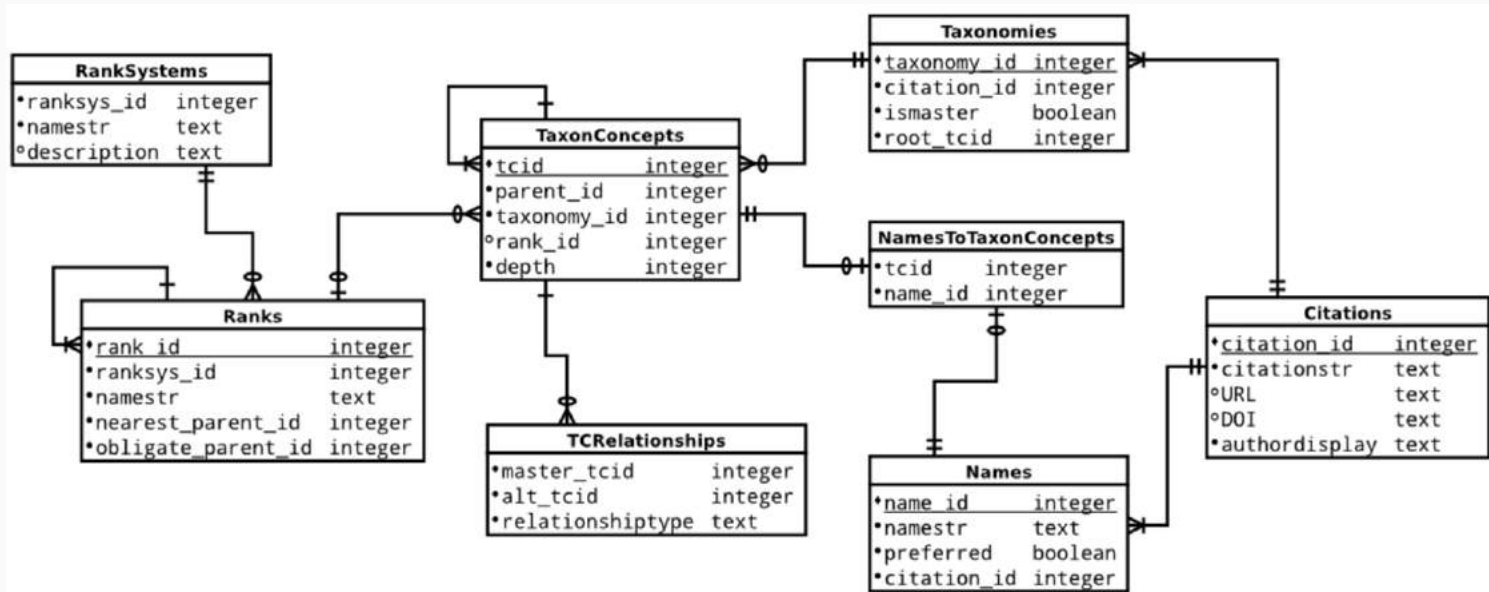 RankSystems
•ranksys_id integer
•namestr text
∘description text
TaxonConcepts
♦tcid integer
•parent_id integer
•taxonomy_id integer
∘rank_id integer
•depth integer
Taxonomies
♦taxonomy_id integer
•citation_id integer
•ismaster boolean
•root_tcid integer
NamesToTaxonConcepts
•tcid integer
•name_id integer
Ranks
♦rank_id integer
•ranksys_id integer
•namestr text
•nearest_parent_id integer
•obligate_parent_id integer
TCRelationships
•master_tcid integer
•alt_tcid integer
•relationshiptype text
Citations
♦citation_id integer
•citationstr text
∘URL text
∘DOI text
•authordisplay text
Names
♦name_id integer
•namestr text
•preferred boolean
•citation_id integer